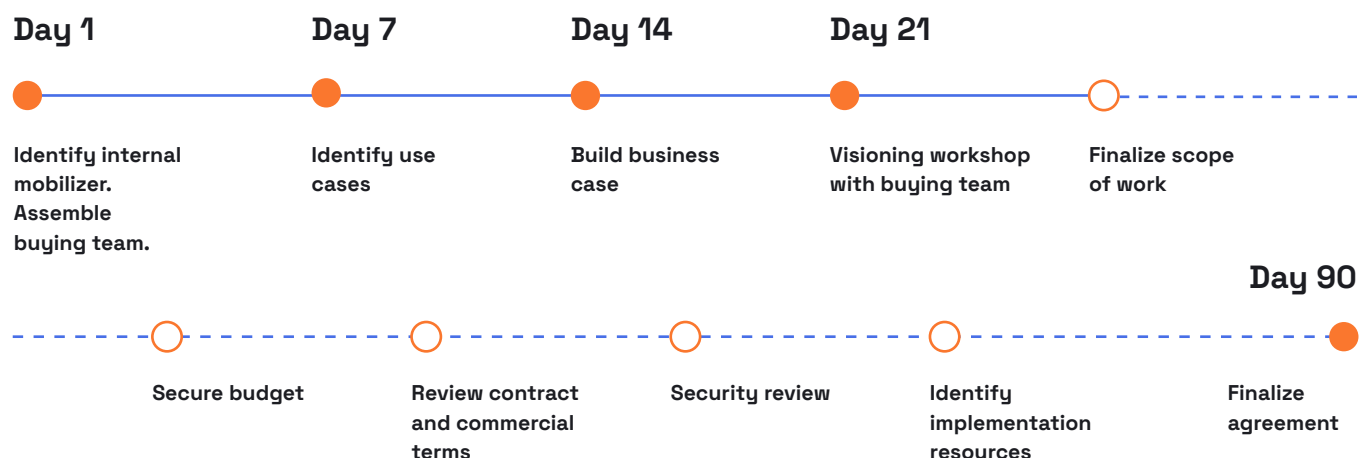 Day 1
Day 7
Day 14
Day 21
Identify internal
mobilizer.
Assemble
buying team.
Identify use
cases
Build business
case
Visioning workshop
with buying team
Finalize scope
of work
Day 90
Secure budget
Review contract
and commercial
terms
Security review
Identify
implementation
resources
Finalize
agreement